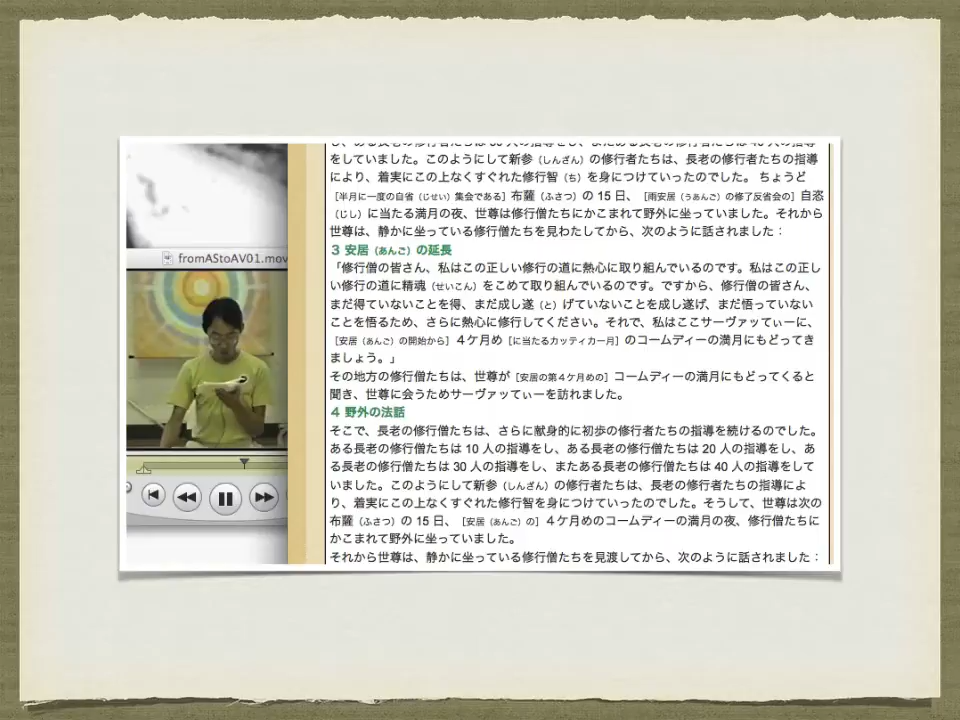 fromAStoAV01.mov
をしていました。このようにして新参（しんざん）の修行者たちは、長老の修行者たちの指導
により、着実にこの上なくすぐれた修行智（ち）を身につけていったのでした。 ちょうど
［半月に一度の自省（じせい）集会である］布薩（ふさつ）の 15 日、［雨安居（うあんご）の修了反省会の］自恣
（じし）に当たる満月の夜、世尊は修行僧たちにかこまれて野外に坐っていました。それから
世尊は、静かに坐っている修行僧たちを見わたしてから、次のように話されました：
3 安居（あんご）の延長
「修行僧の皆さん、私はこの正しい修行の道に熱心に取り組んでいるのです。私はこの正し
い修行の道に精魂（せいこん）をこめて取り組んでいるのです。ですから、修行僧の皆さん、
まだ得ていないことを得、まだ成し遂（と）げていないことを成し遂げ、まだ悟っていない
ことを悟るため、さらに熱心に修行してください。それで、私はここサーヴァッてぃーに、
［安居（あんご）の開始から］４ケ月め［に当たるカッティカー月］のコームディーの満月にもどってき
ましょう。」
その地方の修行僧たちは、世尊が［安居の第４ケ月めの］コームディーの満月にもどってくると
聞き、世尊に会うためサーヴァッてぃーを訪れました。
4 野外の法話
そこで、長老の修行僧たちは、さらに献身的に初歩の修行者たちの指導を続けるのでした。
ある長老の修行僧たちは 10 人の指導をし、ある長老の修行僧たちは 20 人の指導をし、あ
る長老の修行僧たちは 30 人の指導をし、またある長老の修行僧たちは 40 人の指導をして
いました。このようにして新参（しんざん）の修行者たちは、長老の修行者たちの指導によ
り、着実にこの上なくすぐれた修行智を身につけていったのでした。そうして、世尊は次の
布薩（ふさつ）の 15 日、［安居（あんご）の］４ケ月めのコームディーの満月の夜、修行僧たちに
かこまれて野外に坐っていました。
それから世尊は、静かに坐っている修行僧たちを見渡してから、次のように話されました：